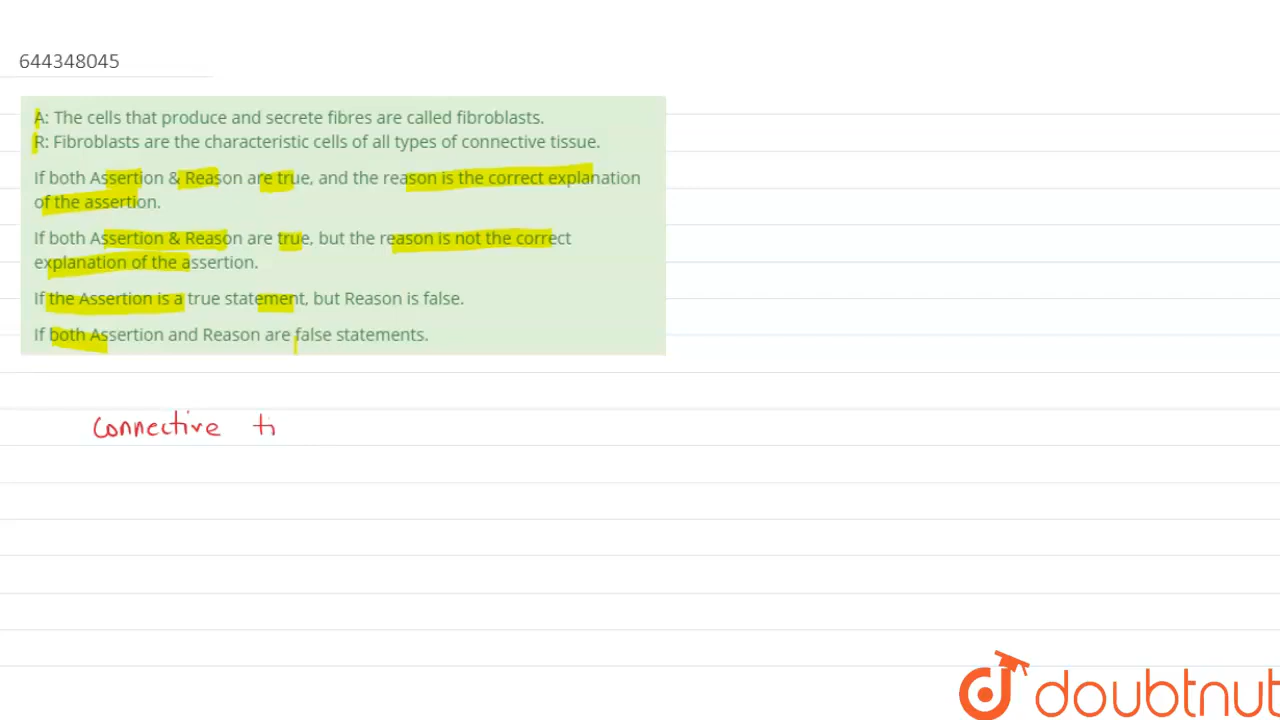 644348045
A: The cells that produce and secrete fibres are called fibroblasts.
R: Fibroblasts are the characteristic cells of all types of connective tissue.
If both Assertion & Reason are true, and the reason is the correct explanation
of the assertion.
If both Assertion & Reason are true, but the reason is not the correct
explanation of the assertion.
If the Assertion is a true statement, but Reason is false.
If both Assertion and Reason are false statements.
Connective ti
doubtnut